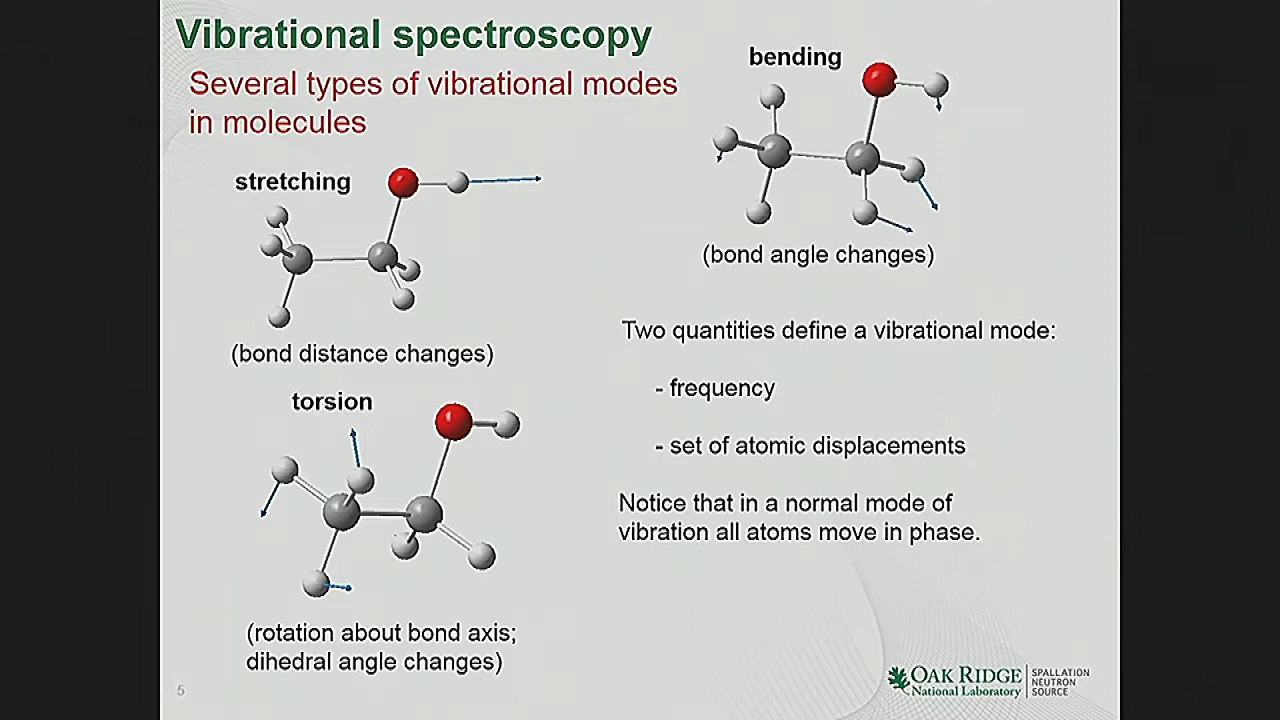 Vibrational spectroscopy
Several types of vibrational modes
in molecules
stretching
(bond distance changes)
torsion
(rotation about bond axis;
dihedral angle changes)
bending
(bond angle changes)
Two quantities define a vibrational mode:
- frequency
- set of atomic displacements
Notice that in a normal mode of
vibration all atoms move in phase.
5
OAK RIDGE
National Laboratory
SPALLATION
NEUTRON
SOURCE